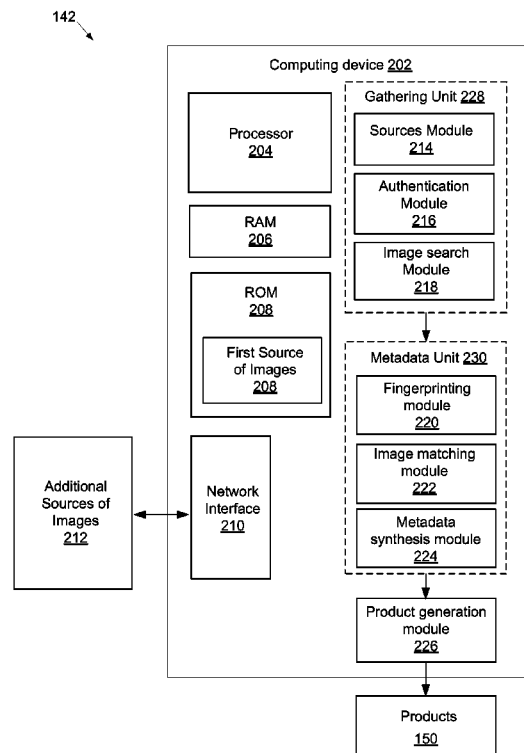 142
Computing device 202
Processor
204
RAM
206
ROM
208
First Source
of Images
208
Network
Interface
210
Additional
Sources of
Images
212
Gathering Unit 228
Sources Module
214
Authentication
Module
216
Image search
Module
218
Metadata Unit 230
Fingerprinting
module
220
Image matching
module
222
Metadata
synthesis module
224
Product generation
module
226
Products
150